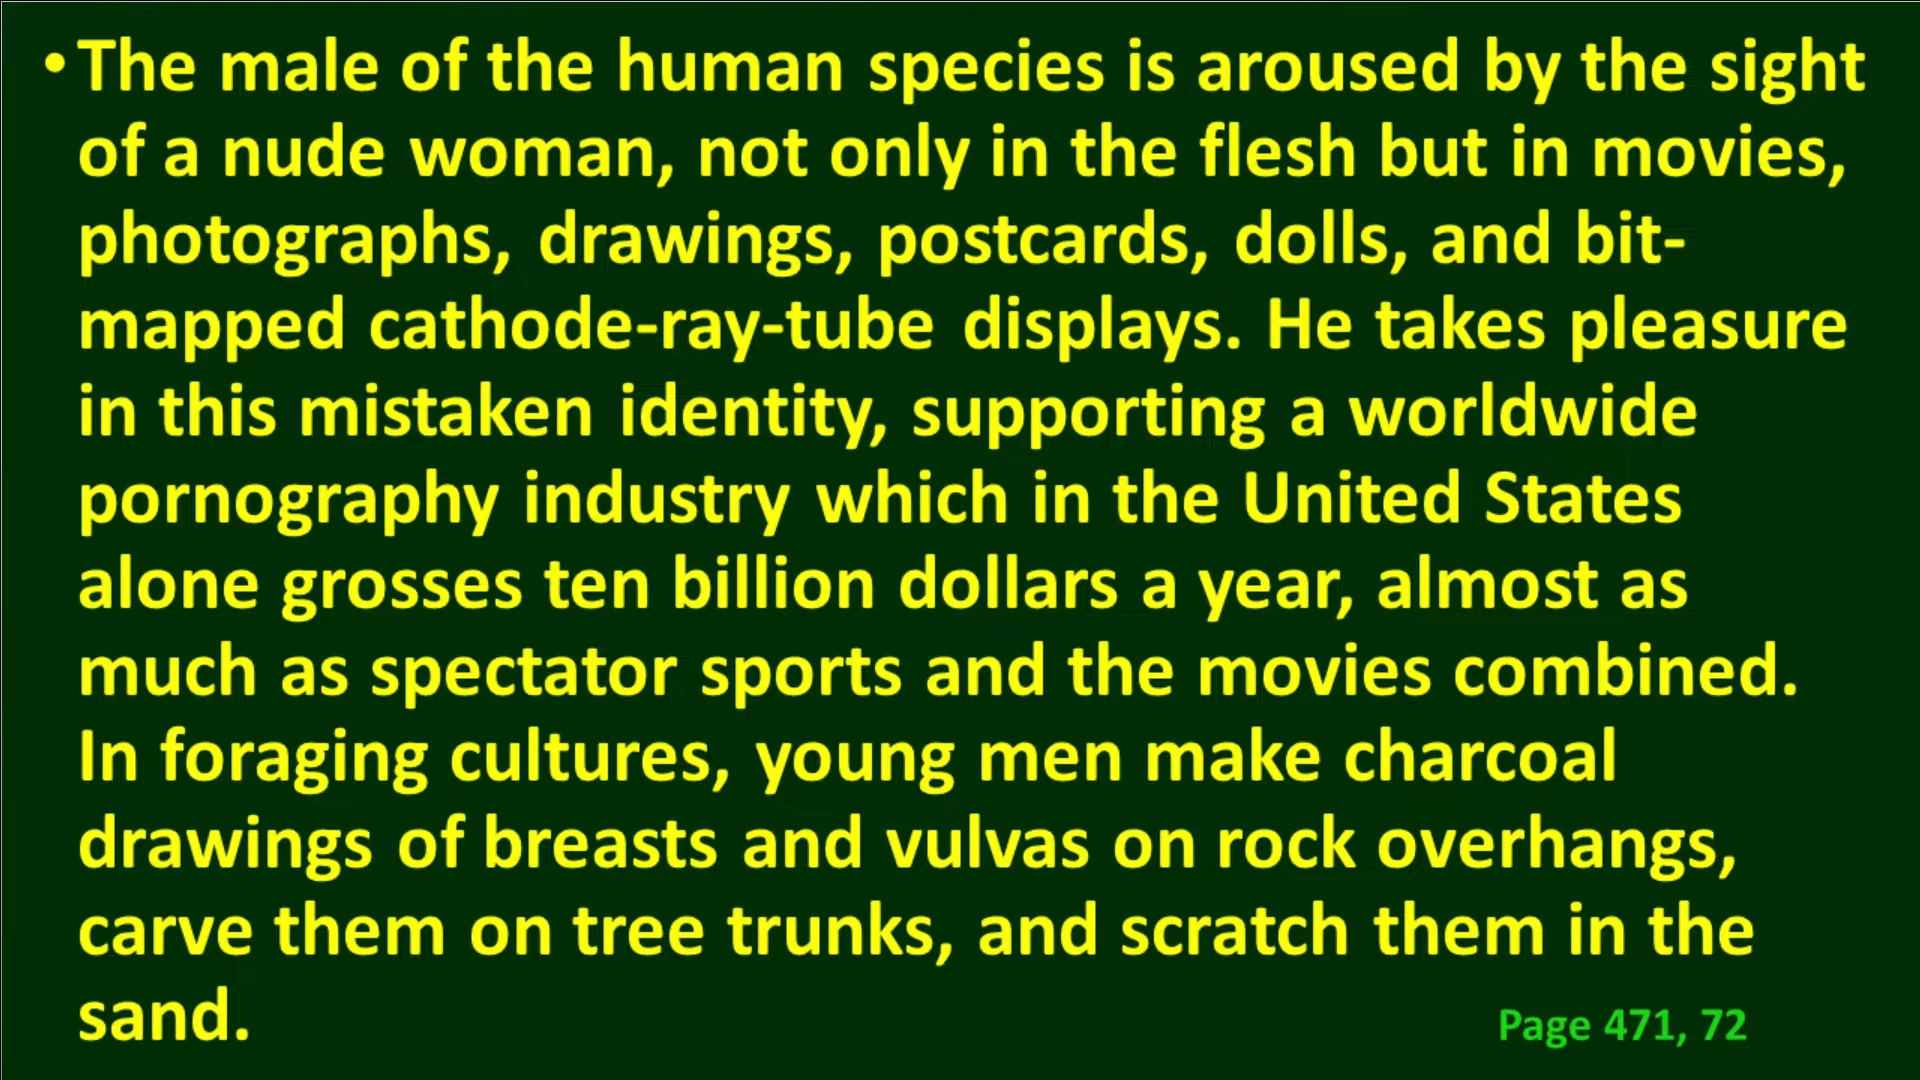 • The male of the human species is aroused by the sight
of a nude woman, not only in the flesh but in movies,
photographs, drawings, postcards, dolls, and bit-
mapped cathode-ray-tube displays. He takes pleasure
in this mistaken identity, supporting a worldwide
pornography industry which in the United States
alone grosses ten billion dollars a year, almost as
much as spectator sports and the movies combined.
In foraging cultures, young men make charcoal
drawings of breasts and vulvas on rock overhangs,
carve them on tree trunks, and scratch them in the
sand.
Page 471, 72